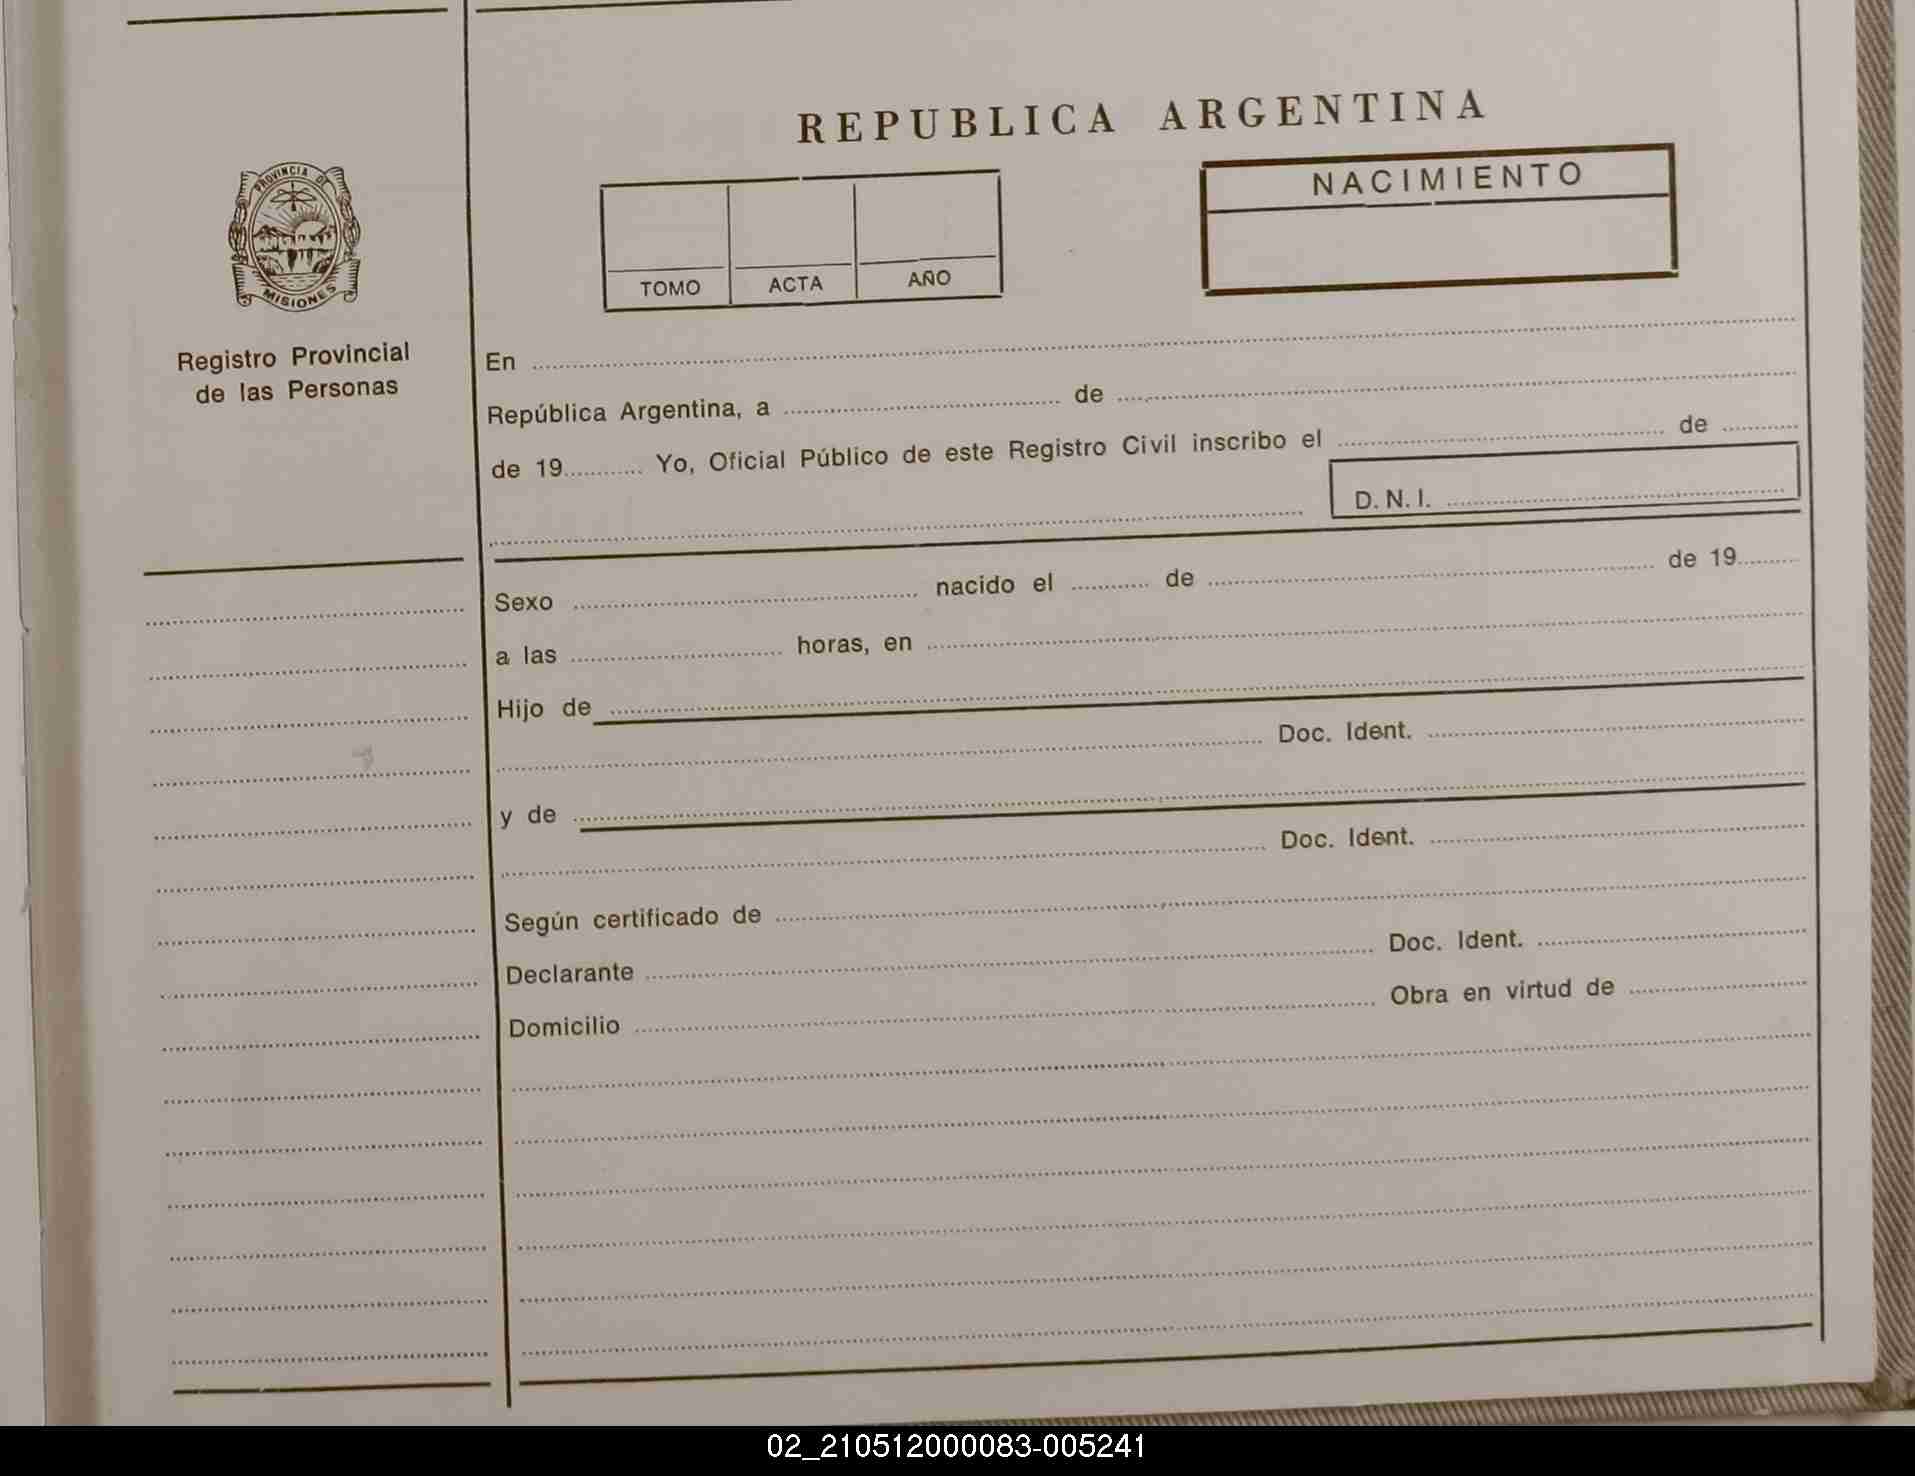 REPUBLICA ARGENTINA
PROVINCIA DE
MISIONES
Registro Provincial
de las Personas
TOMO ACTA AÑO
NACIMIENTO
En
República Argentina, a de
de 19 Yo, Oficial Público de este Registro Civil inscribo el de
D. N. I.
Sexo nacido el de de 19
a las horas, en
Hijo de
Doc. Ident.
y de
Doc. Ident.
Según certificado de
Declarante Doc. Ident.
Domicilio Obra en virtud de
02_210512000083-005241